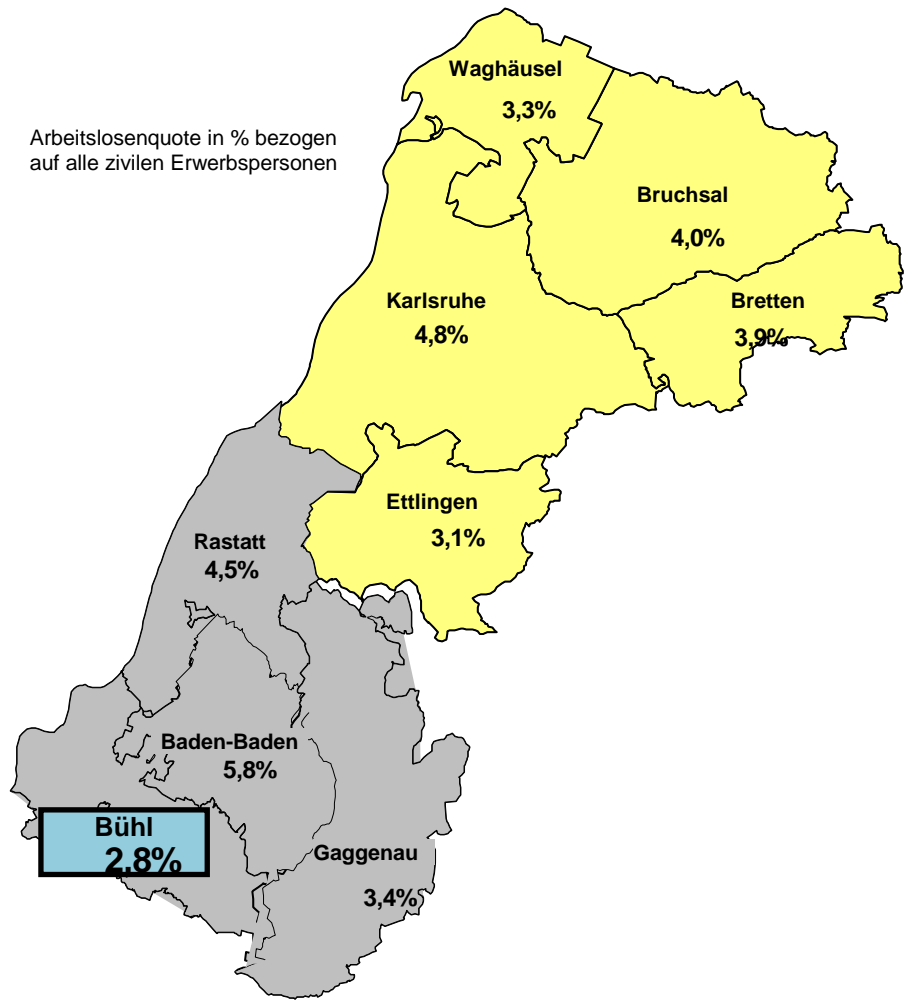 Waghäusel
3,3%
Arbeitslosenquote in % bezogen
auf alle zivilen Erwerbspersonen
Bruchsal
4,0%
Karlsruhe
4,8%
Bretten
3,9%
Ettlingen
3,1%
Rastatt
4,5%
Baden-Baden
5,8%
Bühl
2,8%
Gaggenau
3,4%